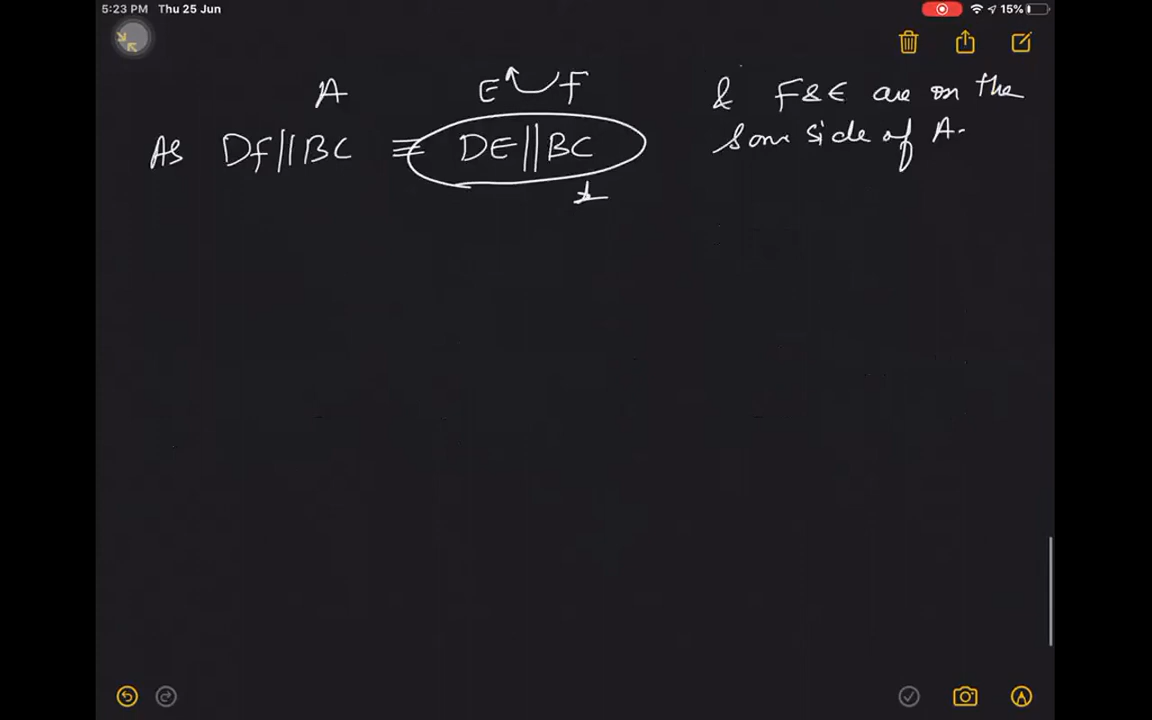 5:23 PM Thu 25 Jun 15%
A E F & F & E are on the
As DF || BC ≡ DE || BC same side of A.